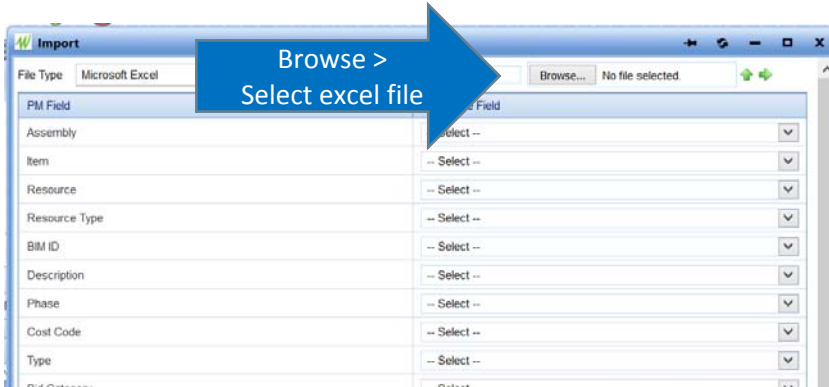 Import
Browse >
Select excel file
File Type Microsoft Excel Browse... No file selected.
PM Field Field
Assembly -- Select --
Item -- Select --
Resource -- Select --
Resource Type -- Select --
BIM ID -- Select --
Description -- Select --
Phase -- Select --
Cost Code -- Select --
Type -- Select --